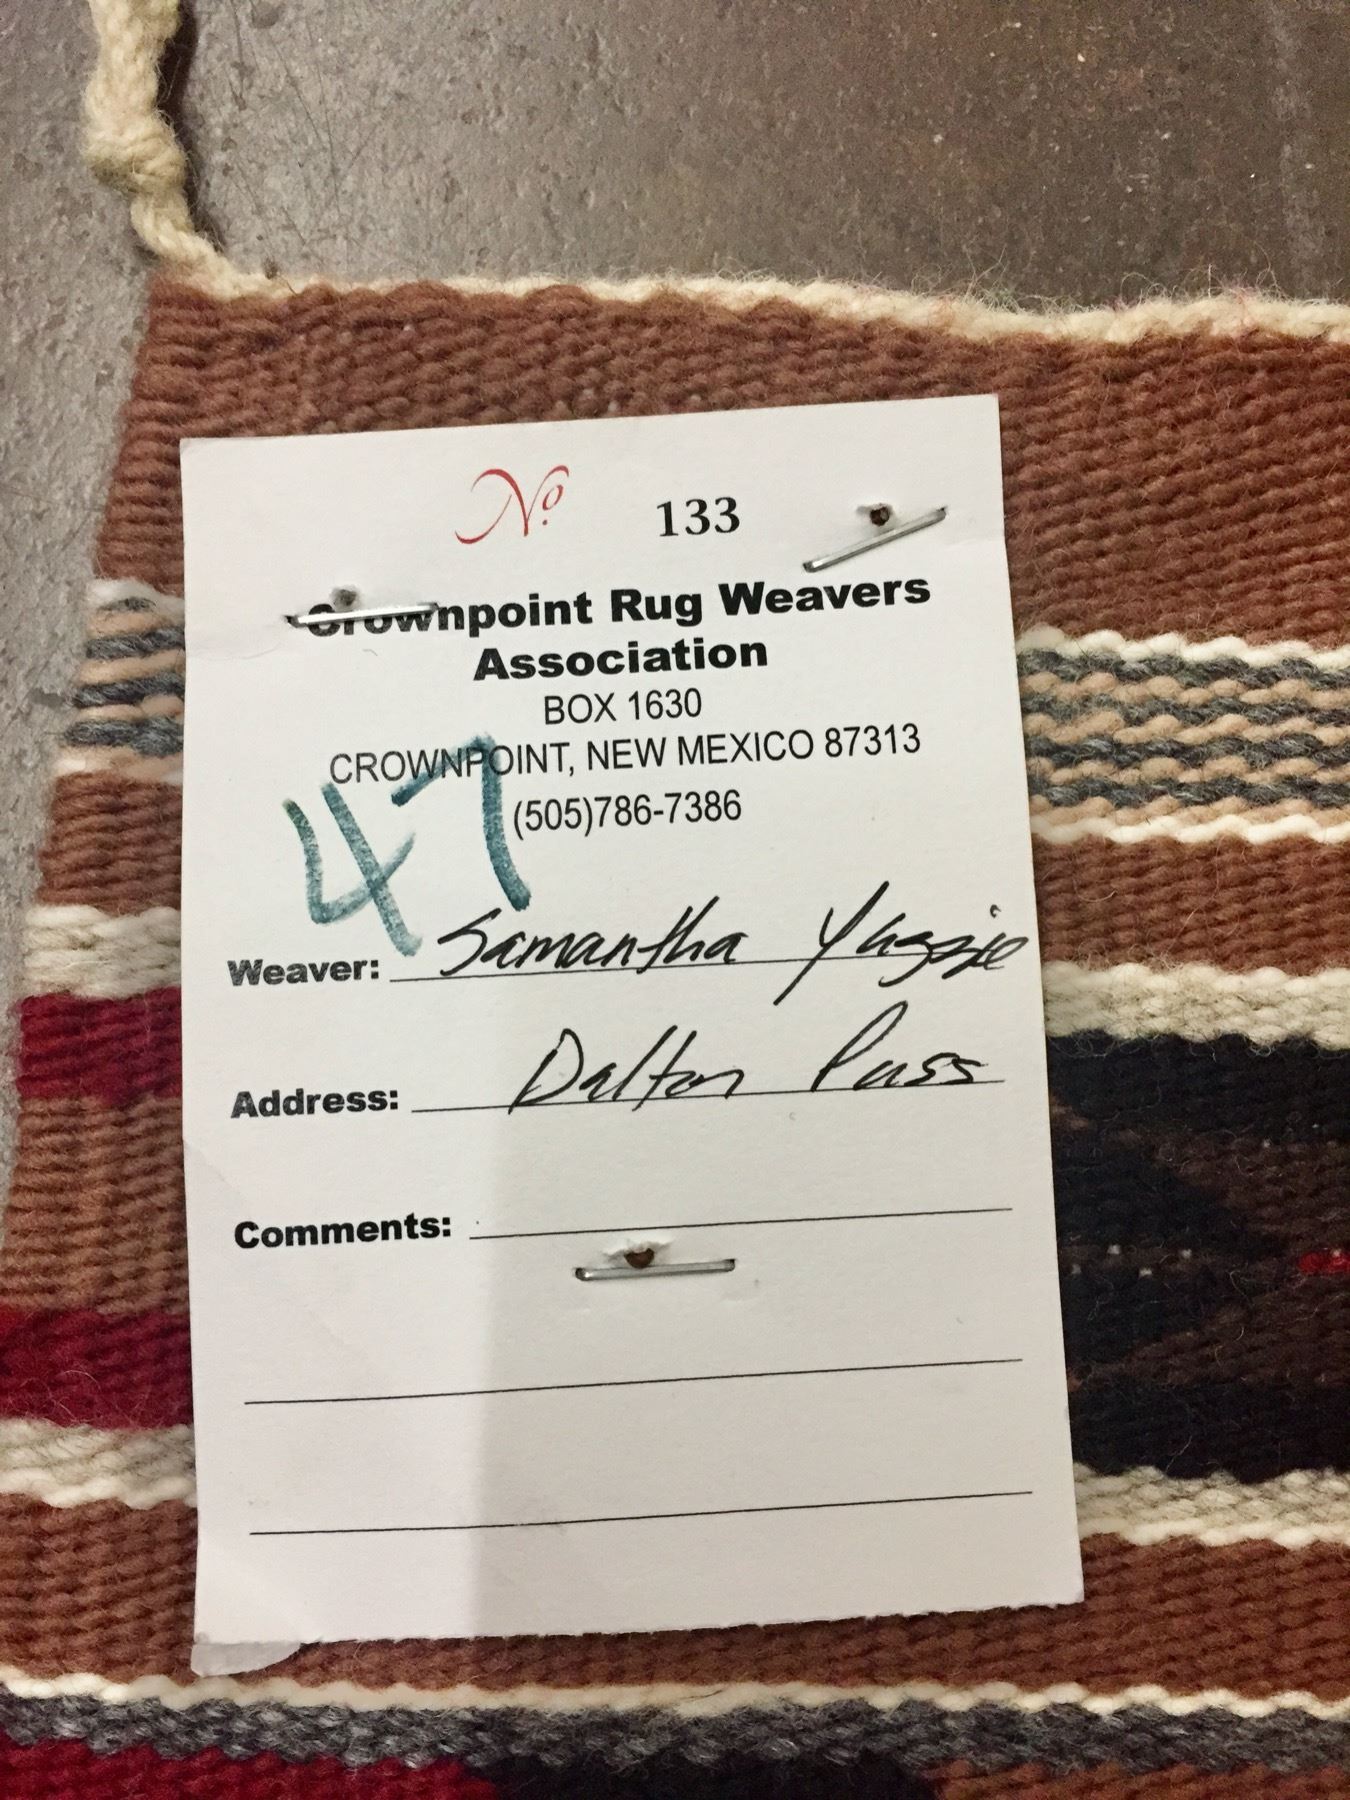 No. 133
Crownpoint Rug Weavers
Association
BOX 1630
CROWNPOINT, NEW MEXICO 87313
(505)786-7386
47
Weaver: Samantha Yazzie
Address: Dalton Pass
Comments: